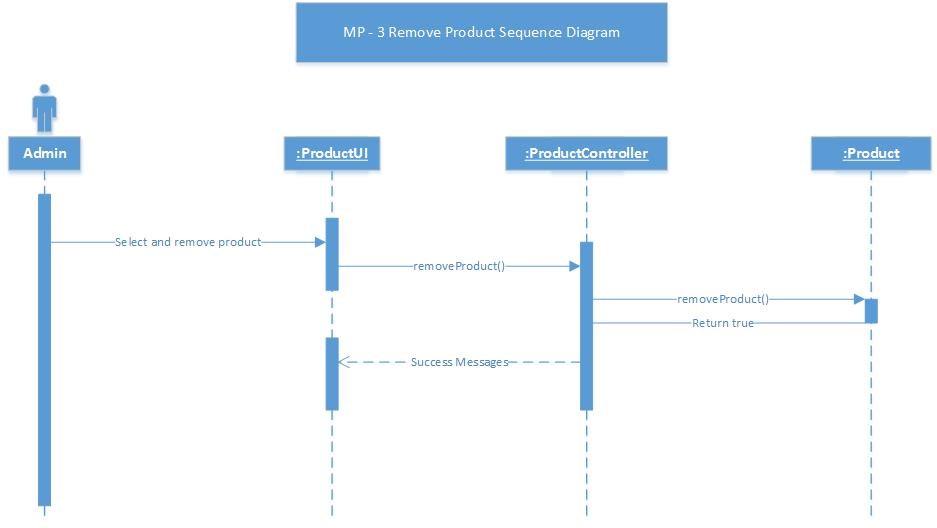 MP - 3 Remove Product Sequence Diagram
Admin
:ProductUI
:ProductController
:Product
Select and remove product
removeProduct()
removeProduct()
Return true
Success Messages